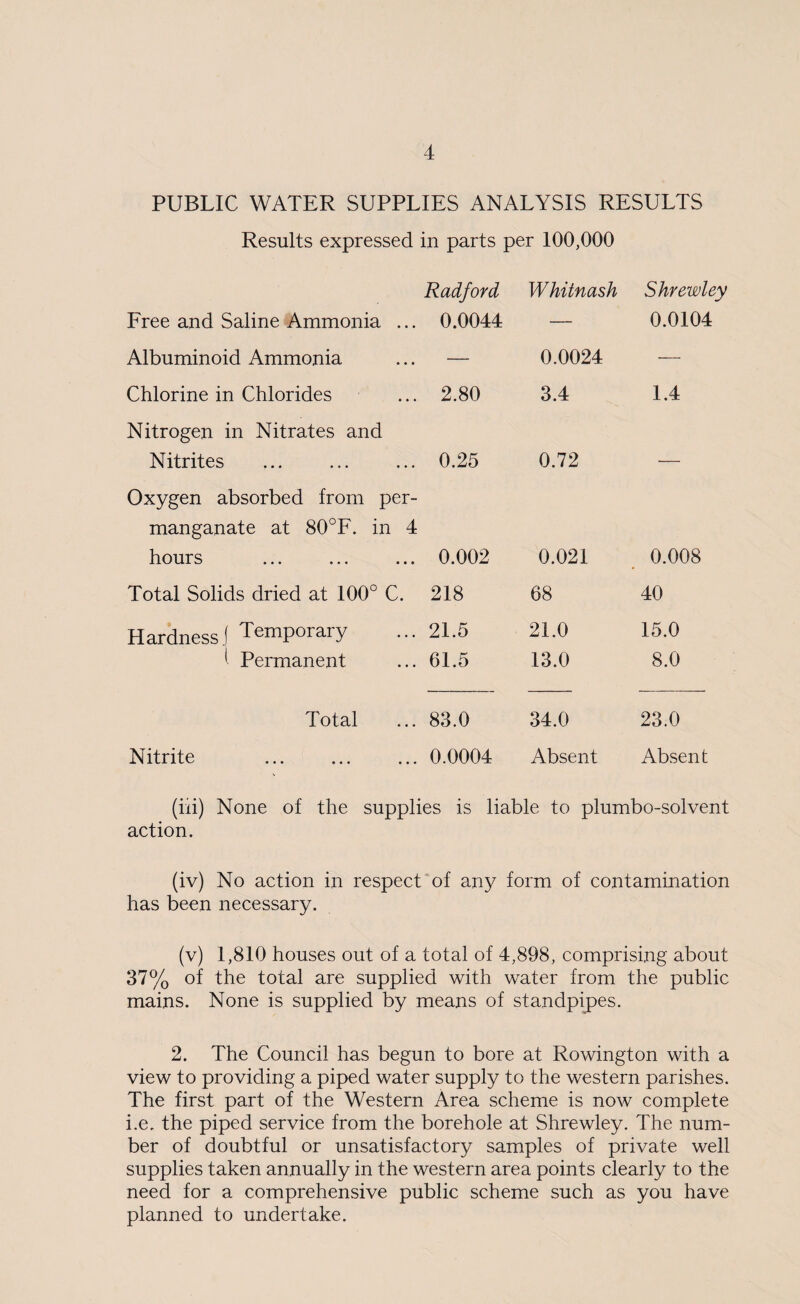 4
PUBLIC WATER SUPPLIES ANALYSIS RESULTS
Results expressed in parts per 100,000
Radford Whitnash Shrewley
Free and Saline Ammonia ... 0.0044 — 0.0104
Albuminoid Ammonia ... — 0.0024 —
Chlorine in Chlorides ... 2.80 3.4 1.4
Nitrogen in Nitrates and
Nitrites ... ... ... 0.25 0.72 —
Oxygen absorbed from per-
manganate at 80°F. in 4
hours ... ... ... 0.002 0.021 0.008
Total Solids dried at 100° C. 218 68 40
Hardness { Temporary ... 21.5 21.0 15.0
Permanent ... 61.5 13.0 8.0
Total ... 83.0 34.0 23.0
Nitrite ... ... ... 0.0004 Absent Absent
(iii) None of the supplies is liable to plumbo-solvent
action.
(iv) No action in respect of any form of contamination
has been necessary.
(v) 1,810 houses out of a total of 4,898, comprising about
37% of the total are supplied with water from the public
mains. None is supplied by means of standpipes.
2. The Council has begun to bore at Rowington with a
view to providing a piped water supply to the western parishes.
The first part of the Western Area scheme is now complete
i.e. the piped service from the borehole at Shrewley. The num-
ber of doubtful or unsatisfactory samples of private well
supplies taken annually in the western area points clearly to the
need for a comprehensive public scheme such as you have
planned to undertake.